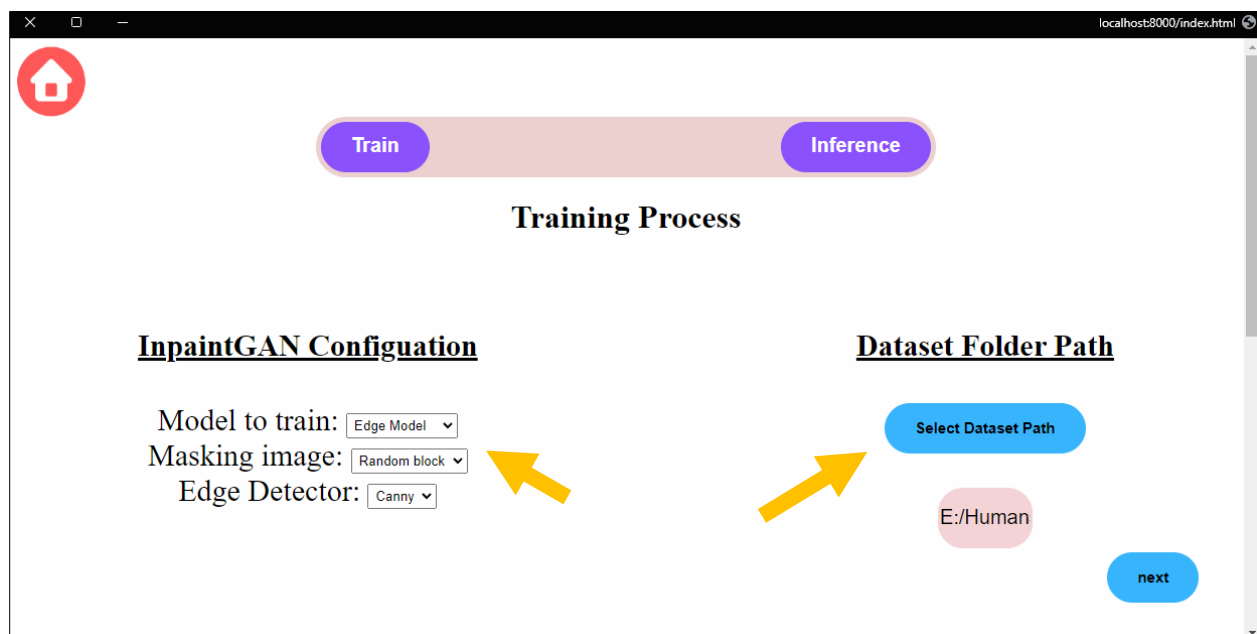 localhost:8000/index.html
Train
Inference
Training Process
InpaintGAN Configuation
Model to train: Edge Model
Masking image: Random block
Edge Detector: Canny
Dataset Folder Path
Select Dataset Path
E:/Human
next